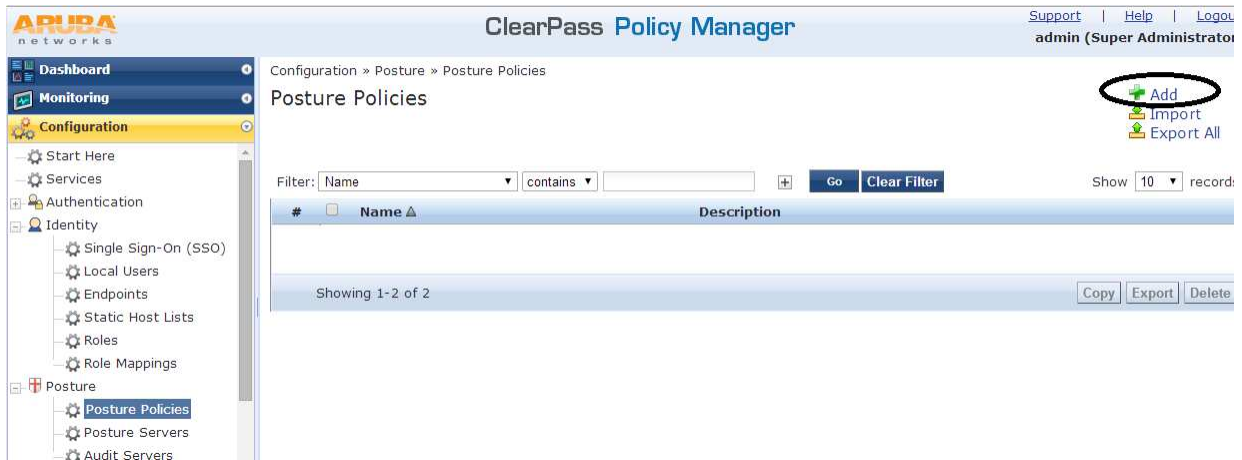 ARUBA
networks
ClearPass Policy Manager
Support | Help | Logou
admin (Super Administrator
Dashboard
Monitoring
Configuration
Start Here
Services
Authentication
Identity
Single Sign-On (SSO)
Local Users
Endpoints
Static Host Lists
Roles
Role Mappings
Posture
Posture Policies
Posture Servers
Audit Servers
Configuration » Posture » Posture Policies
Posture Policies
Add
Import
Export All
Filter: Name contains Go Clear Filter Show 10 records
# Name Description
Showing 1-2 of 2 Copy Export Delete